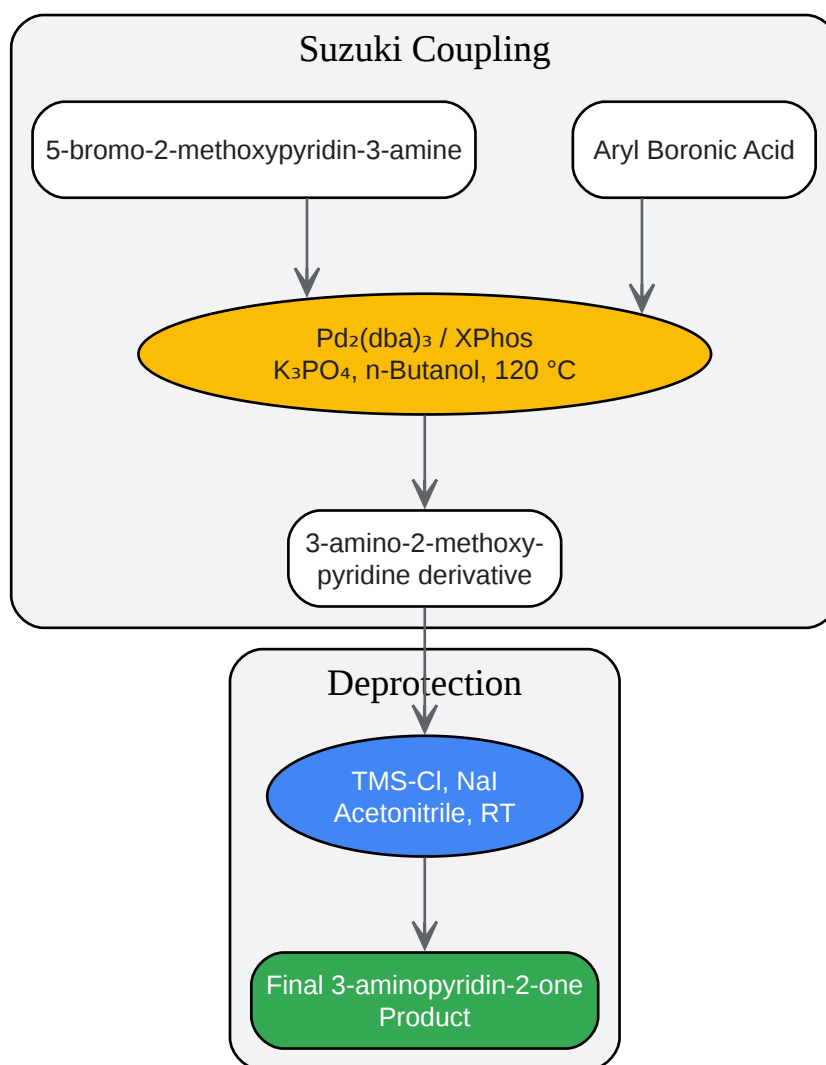 Suzuki Coupling
5-bromo-2-methoxypyridin-3-amine
Aryl Boronic Acid
Pd₂(dba)₃ / XPhos
K₃PO₄, n-Butanol, 120 °C
3-amino-2-methoxy-
pyridine derivative
Deprotection
TMS-Cl, NaI
Acetonitrile, RT
Final 3-aminopyridin-2-one
Product